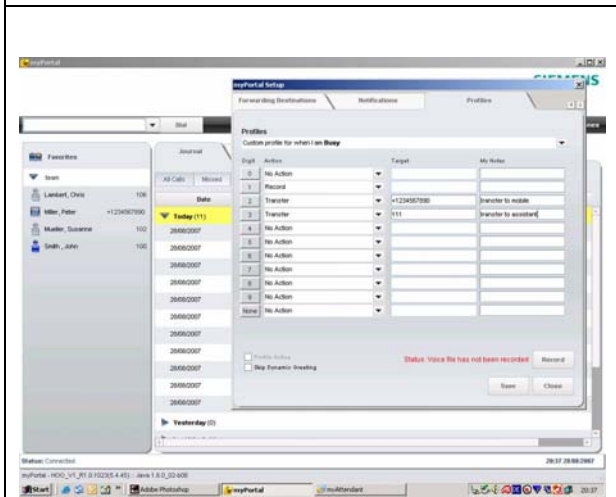 myPortal
SIEMENS
myPortal Setup
Forwarding Destinations
Notifications
Profiles
Dial
Profiles
Custom profile for when I am Busy
Digit Action Target My Notes
0 No Action
1 Record
2 Transfer +1234567890 transfer to mobile
3 Transfer 111 transfer to assistant
4 No Action
5 No Action
6 No Action
7 No Action
8 No Action
9 No Action
None No Action
Profile Active
Skip Dynamic Greeting
Status: Voice file has not been recorded
Record
Save Close
Favorites
team
Lambert, Chris 106
Miller, Peter +1234567890
Mueller, Susanne 102
Smith , John 100
Journal
All Calls Missed
Date
Today (11)
28/08/2007
28/08/2007
28/08/2007
28/08/2007
28/08/2007
28/08/2007
28/08/2007
28/08/2007
28/08/2007
28/08/2007
28/08/2007
Yesterday (0)
Status: Connected
20:37 28/08/2007
Start
Adobe Photoshop
myPortal
myAttendant
20:37